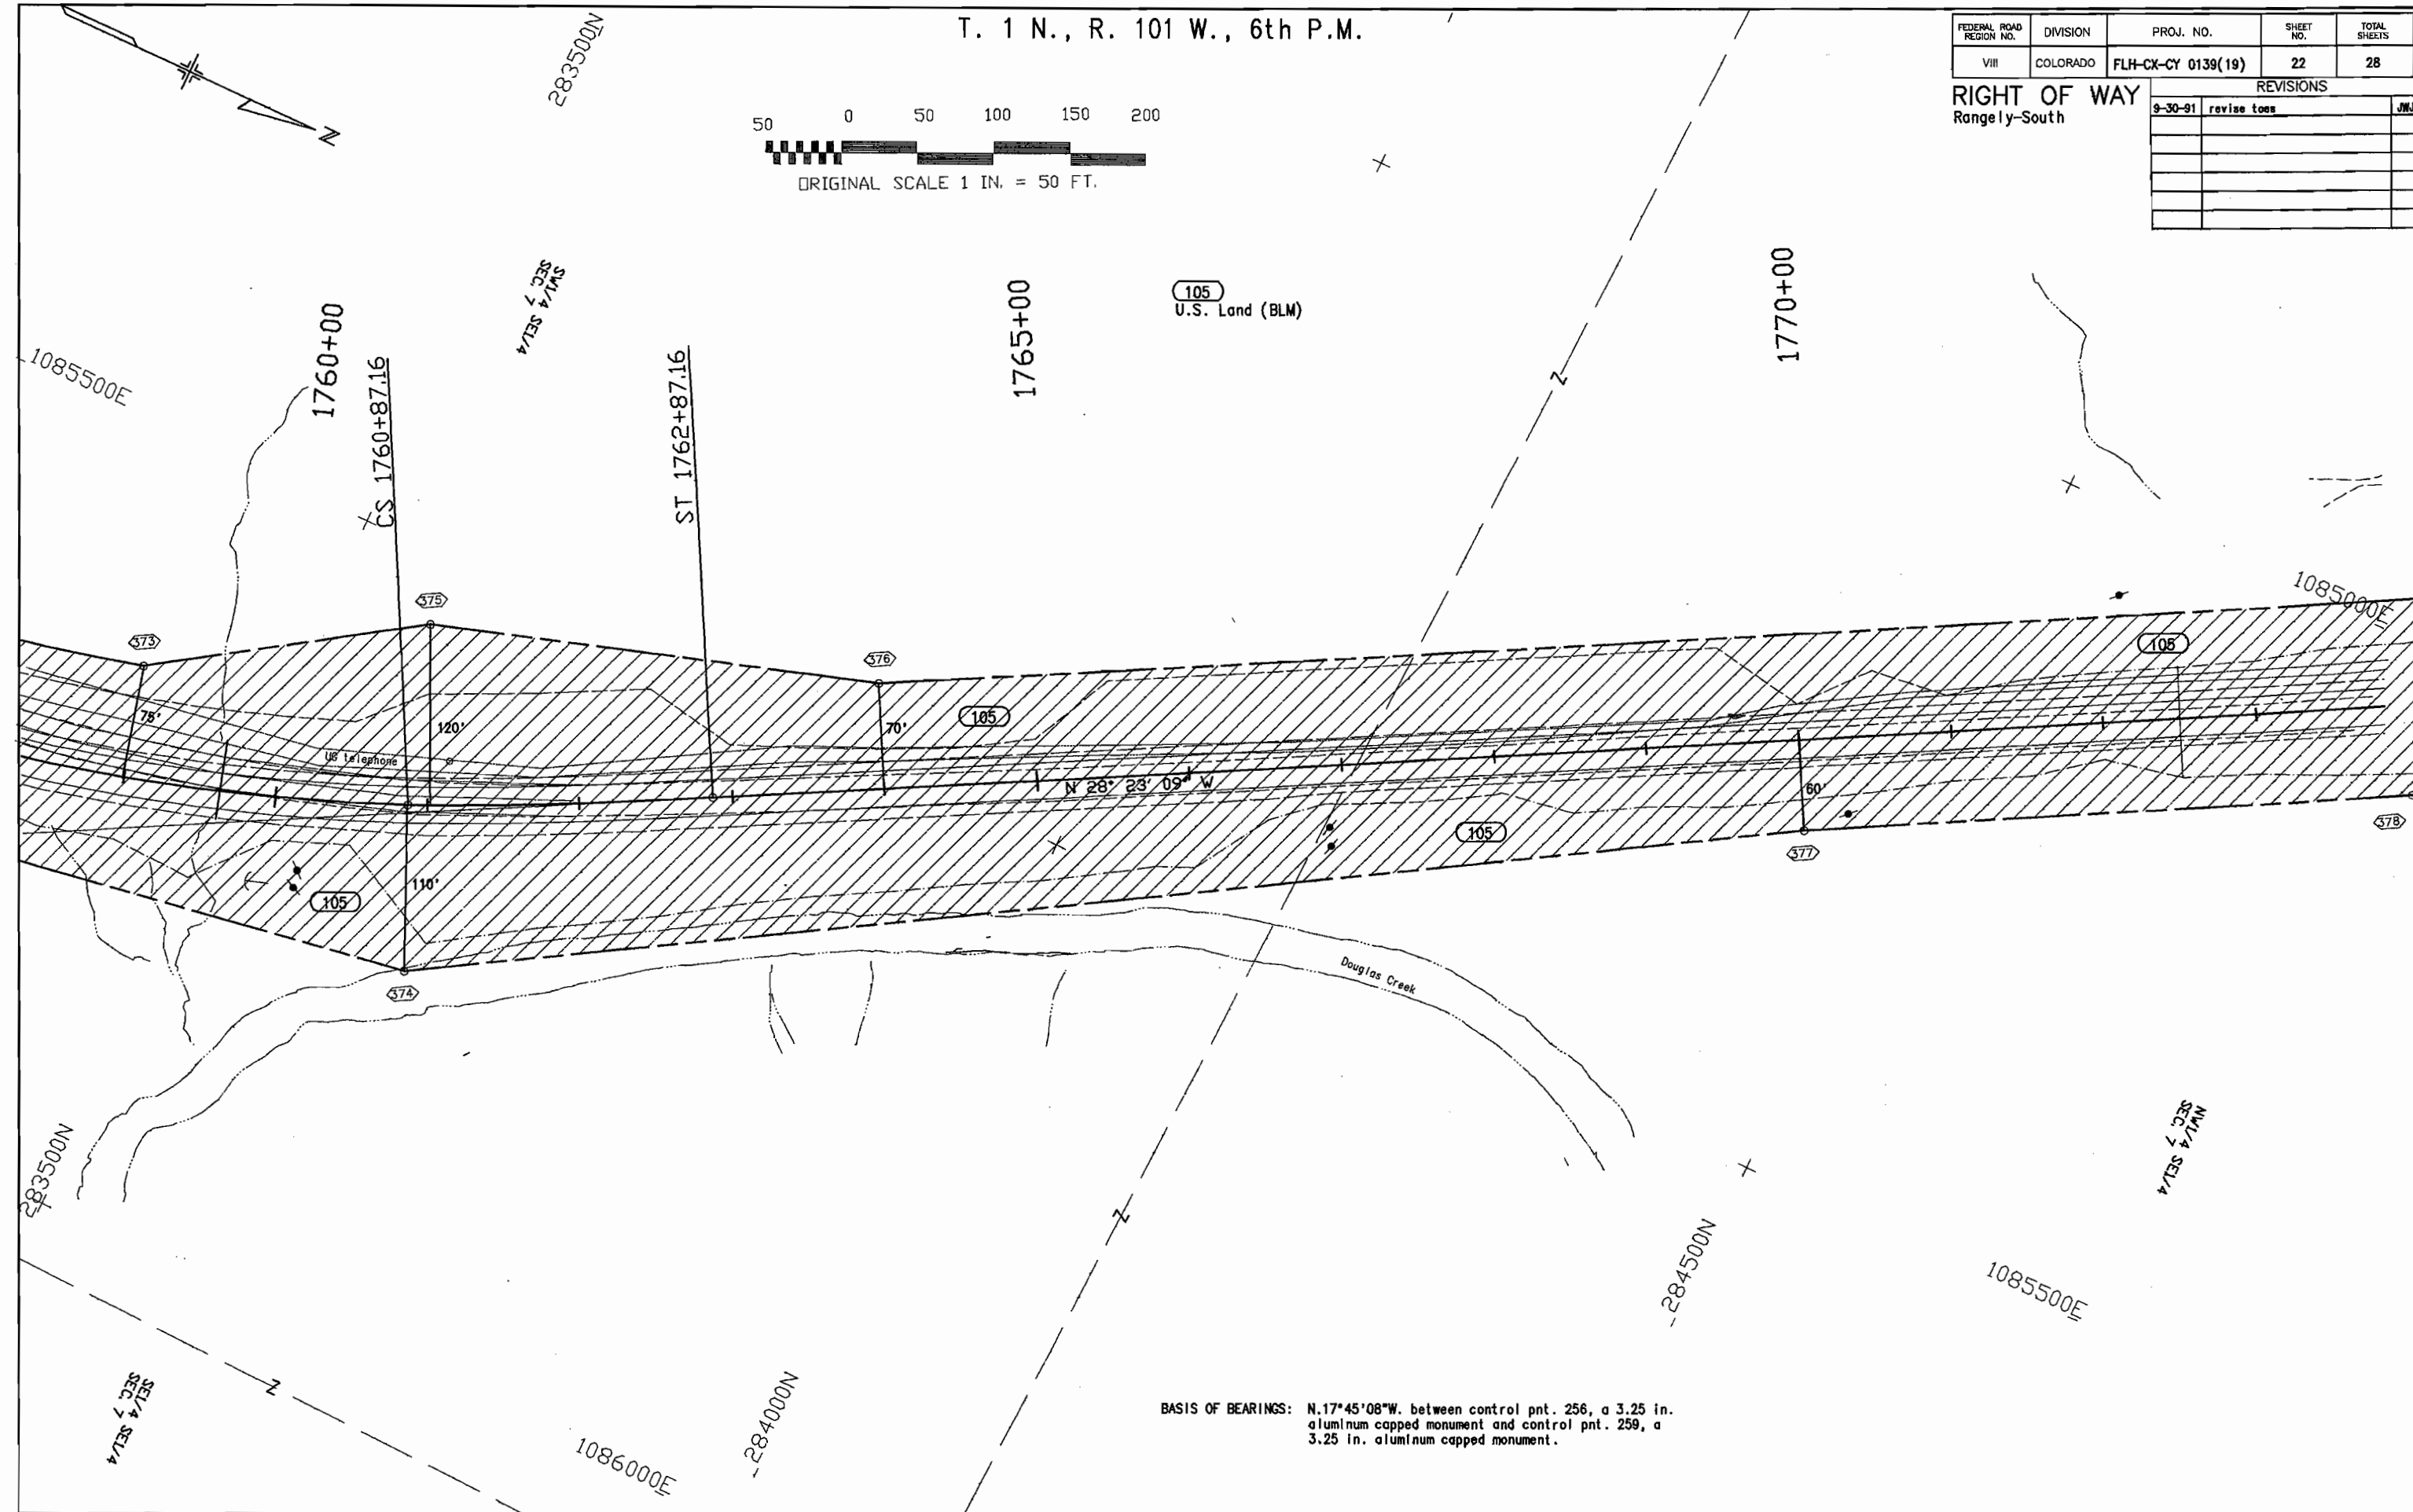 T. 1 N., R. 101 W., 6th P.M.
FEDERAL ROAD REGION NO.
DIVISION
PROJ. NO.
SHEET NO.
TOTAL SHEETS
VIII
COLORADO
FLH-CX-CY 0139(19)
22
28
RIGHT OF WAY
Rangely-South
REVISIONS
9-30-91 revise toes JWJ
N
283500N
50 0 50 100 150 200
ORIGINAL SCALE 1 IN. = 50 FT.
SW1/4 SE1/4
SEC. 7
105
U.S. Land (BLM)
1085500E
1760+00
CS 1760+87.16
ST 1762+87.16
1765+00
1770+00
Z
1085000E
373
375
376
75'
120'
70'
105
105
UG telephone
N 28° 23' 09" W
60'
110'
105
105
377
378
374
Douglas Creek
283500N
NW1/4 SE1/4
SEC. 7
Z
284500N
1085500E
Z
SE1/4 SE1/4
SEC. 7
1086000E
284000N
BASIS OF BEARINGS: N.17°45'08"W. between control pnt. 256, a 3.25 in.
aluminum capped monument and control pnt. 259, a
3.25 in. aluminum capped monument.